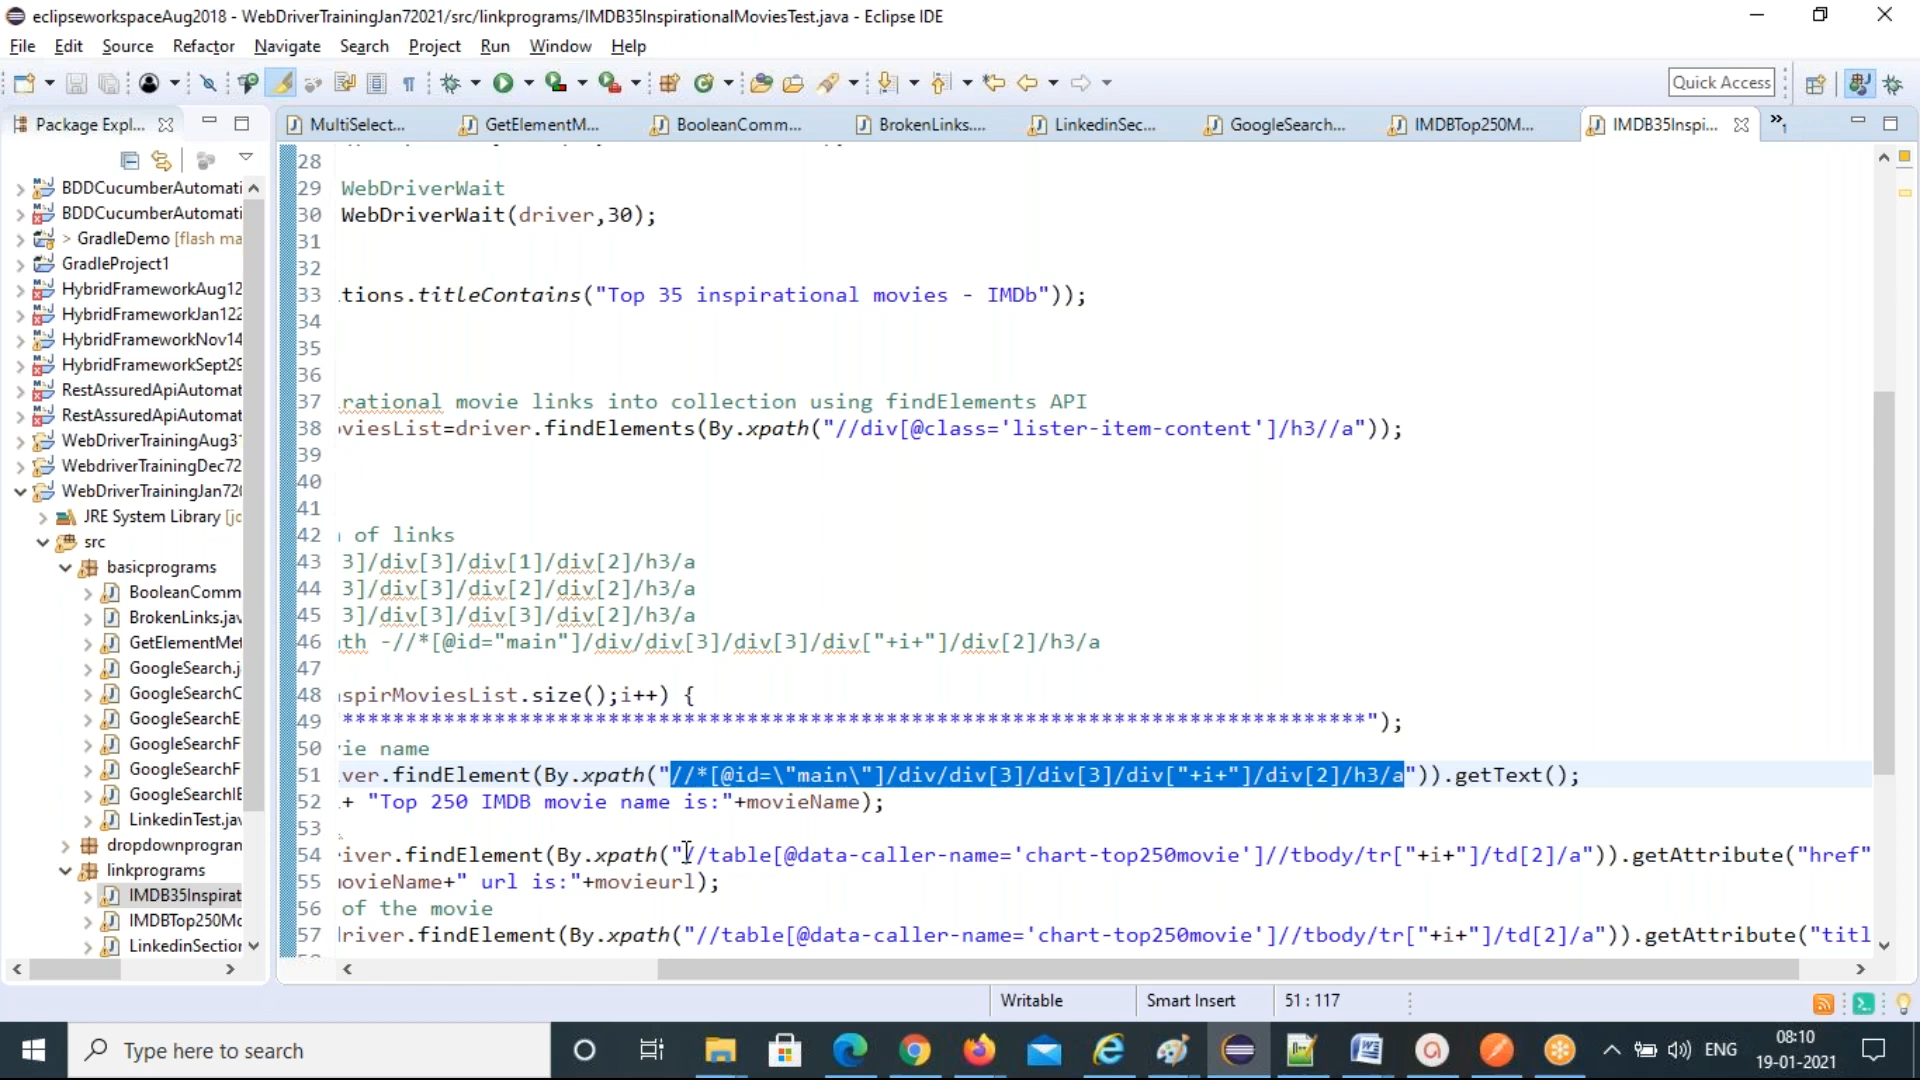 eclipseworkspaceAug2018 - WebDriverTrainingJan72021/src/linkprograms/IMDB35InspirationalMoviesTest.java - Eclipse IDE
File Edit Source Refactor Navigate Search Project Run Window Help
Quick Access
Package Expl...
MultiSelect... GetElementM... BooleanComm... BrokenLinks.... LinkedinSec... GoogleSearch... IMDBTop250M... IMDB35Inspi... »1
BDDCucumberAutomati
BDDCucumberAutomati
> GradleDemo [flash ma
GradleProject1
HybridFrameworkAug12
HybridFrameworkJan122
HybridFrameworkNov14
HybridFrameworkSept29
RestAssuredApiAutomat
RestAssuredApiAutomat
WebDriverTrainingAug3
WebdriverTrainingDec72
WebDriverTrainingJan720
JRE System Library [jc
src
basicprograms
BooleanComm
BrokenLinks.jav
GetElementMet
GoogleSearch.j
GoogleSearchC
GoogleSearchE
GoogleSearchF
GoogleSearchF
GoogleSearchIE
LinkedinTest.jav
dropdownprogran
linkprograms
IMDB35Inspirat
IMDBTop250Mc
LinkedinSection
28
29 WebDriverWait
30 WebDriverWait(driver,30);
31
32
33 tions.titleContains("Top 35 inspirational movies - IMDb"));
34
35
36
37 rational movie links into collection using findElements API
38 viesList=driver.findElements(By.xpath("//div[@class='lister-item-content']/h3//a"));
39
40
41
42 of links
43 3]/div[3]/div[1]/div[2]/h3/a
44 3]/div[3]/div[2]/div[2]/h3/a
45 3]/div[3]/div[3]/div[2]/h3/a
46 th -//*[@id="main"]/div/div[3]/div[3]/div["+i+"]/div[2]/h3/a
47
48 spirMoviesList.size();i++) {
49 *********************************************************************************");
50 ie name
51 ver.findElement(By.xpath("//*[@id=\"main\"]/div/div[3]/div[3]/div["+i+"]/div[2]/h3/a")).getText();
52 + "Top 250 IMDB movie name is:"+movieName);
53
54 iver.findElement(By.xpath("//table[@data-caller-name='chart-top250movie']//tbody/tr["+i+"]/td[2]/a")).getAttribute("href"
55 ovieName+" url is:"+movieurl);
56 of the movie
57 driver.findElement(By.xpath("//table[@data-caller-name='chart-top250movie']//tbody/tr["+i+"]/td[2]/a")).getAttribute("titl
Writable Smart Insert 51 : 117
Type here to search
ENG
08:10
19-01-2021